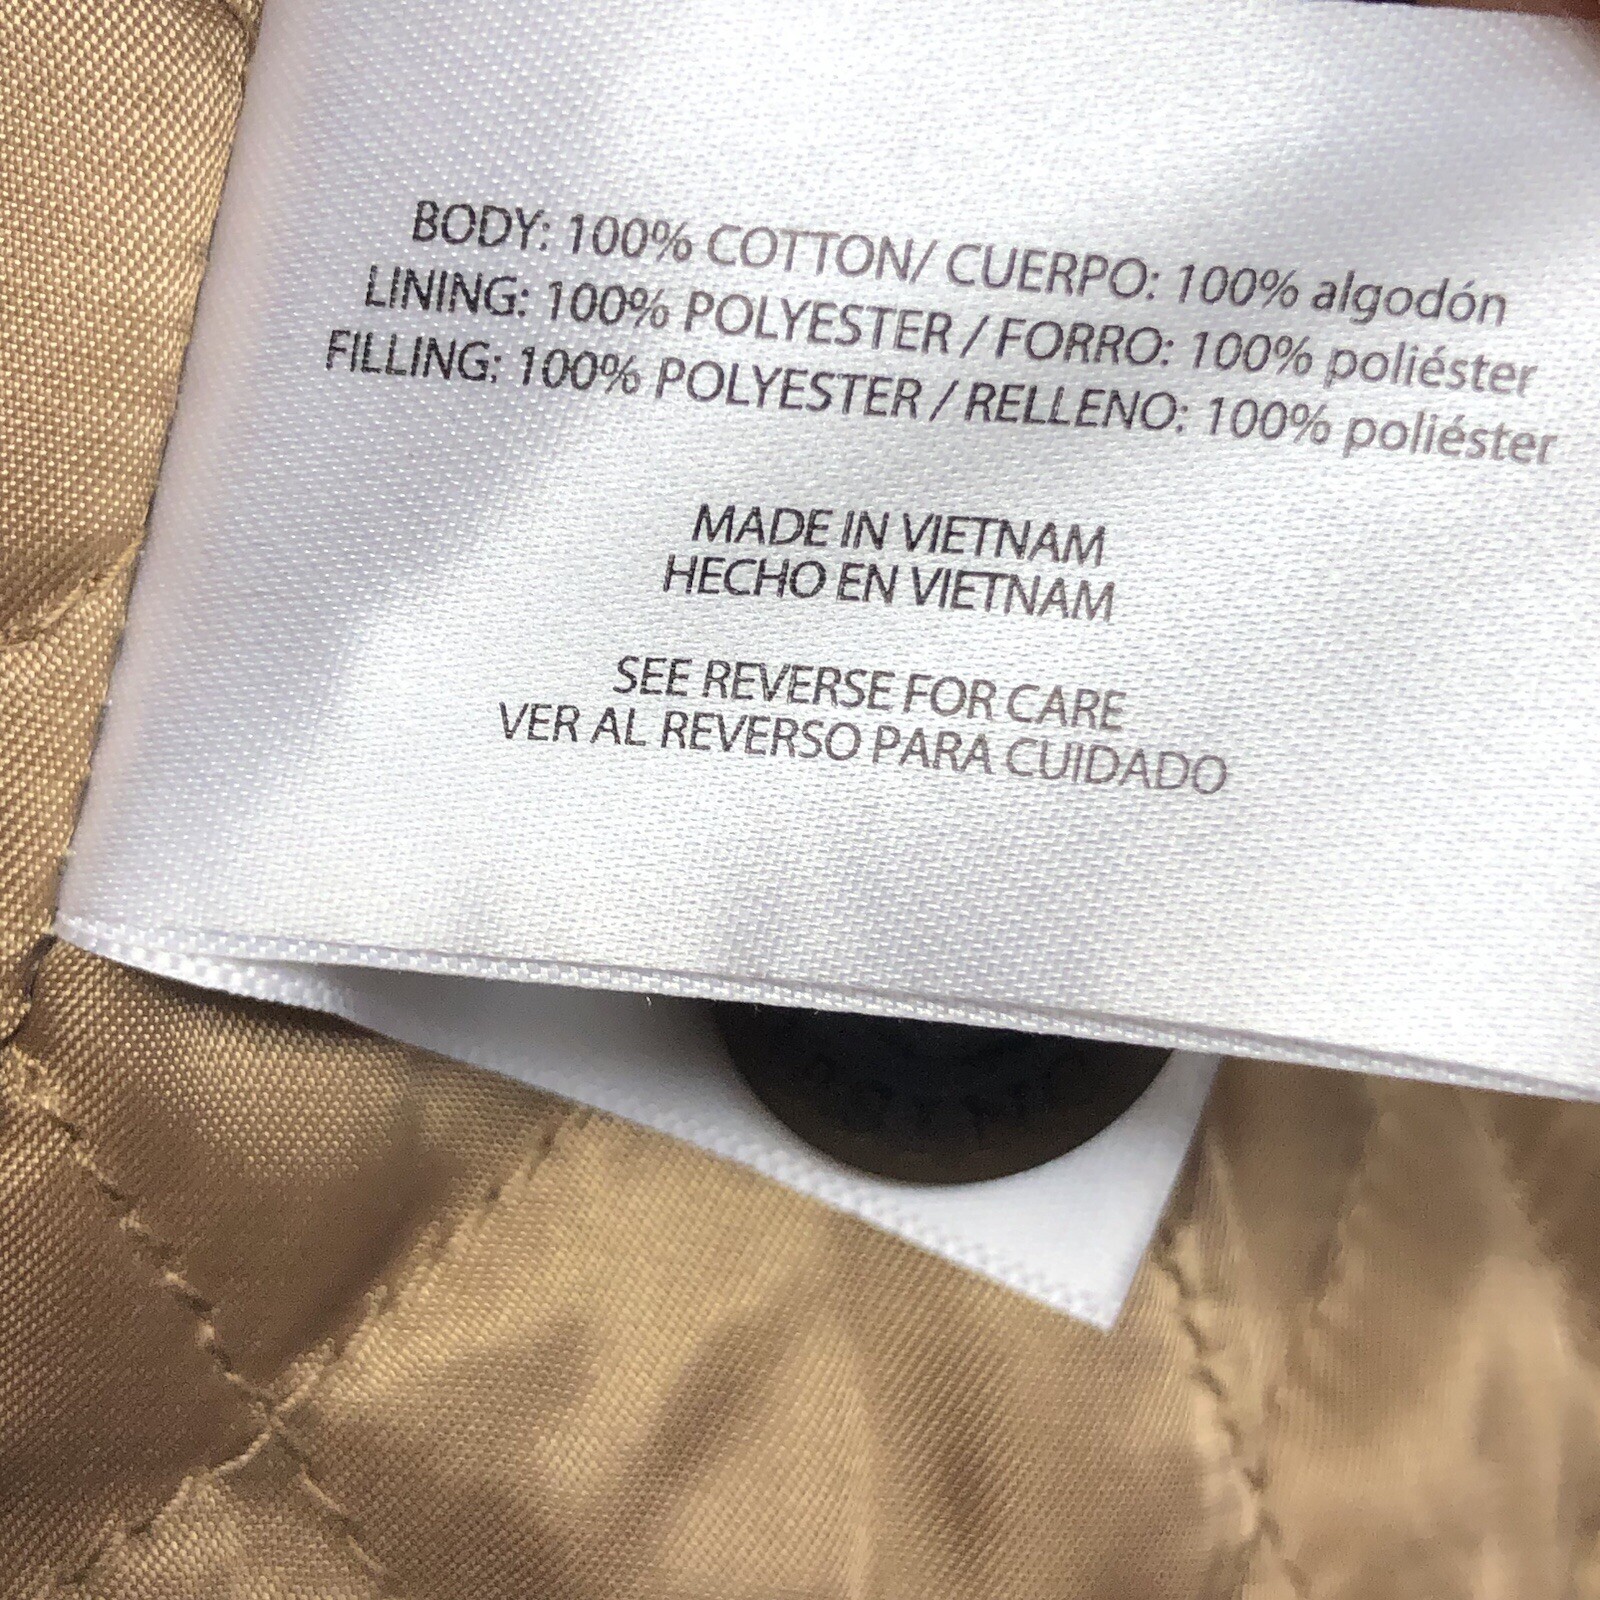 BODY: 100% COTTON/ CUERPO: 100% algodón
LINING: 100% POLYESTER / FORRO: 100% poliéster
FILLING: 100% POLYESTER / RELLENO: 100% poliéster
MADE IN VIETNAM
HECHO EN VIETNAM
SEE REVERSE FOR CARE
VER AL REVERSO PARA CUIDADO